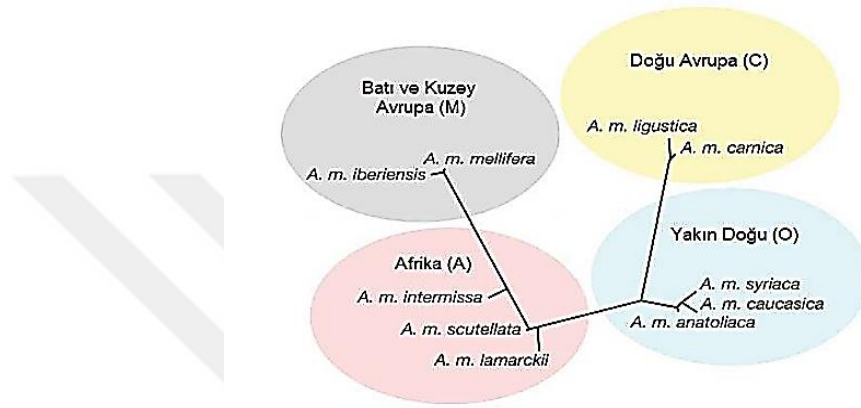 Batı ve Kuzey
Avrupa (M)
A. m. mellifera
A. m. iberiensis
Doğu Avrupa (C)
A. m. ligustica
A. m. carnica
Afrika (A)
A. m. intermissa
A. m. scutellata
A. m. lamarckii
Yakın Doğu (O)
A. m. syriaca
A. m. caucasica
A. m. anatoliaca